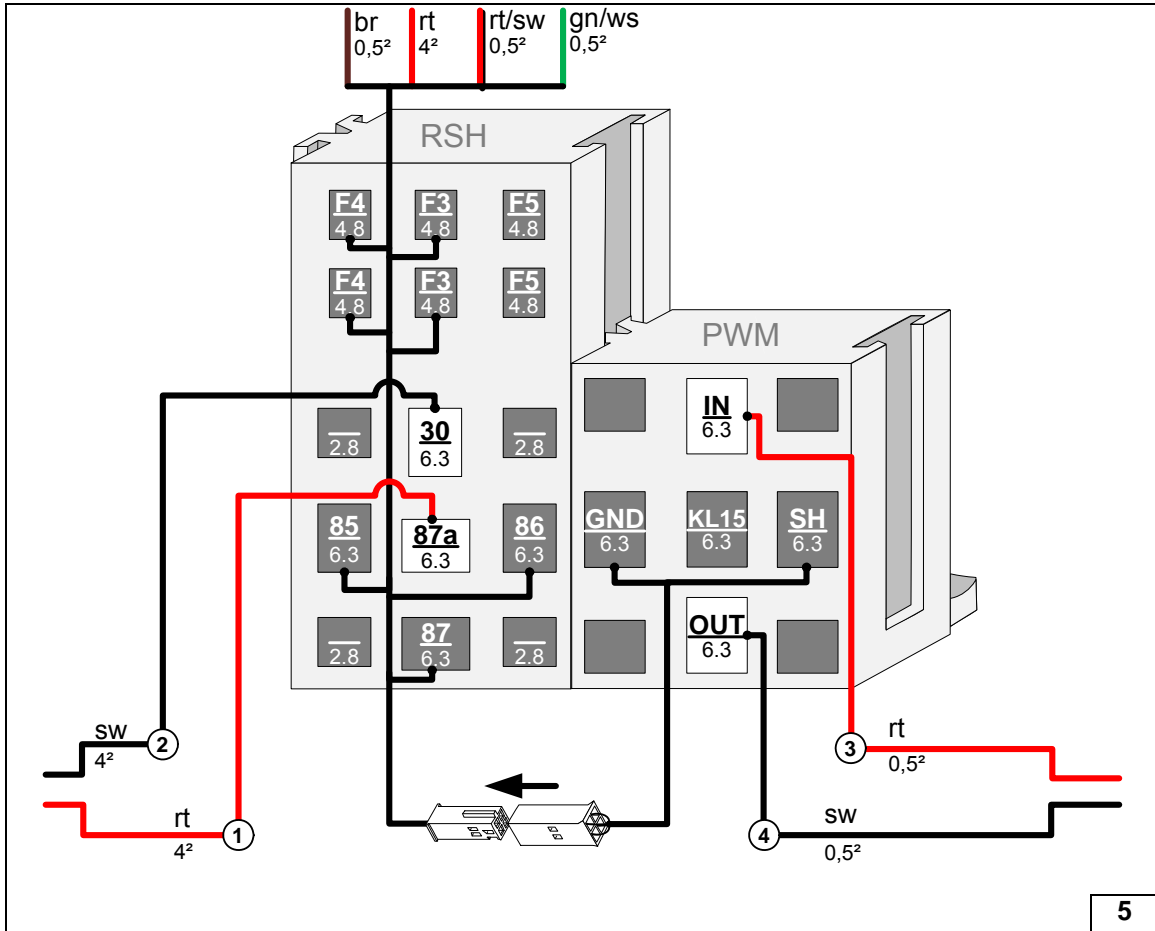 br rt rt/sw gn/ws
0,5² 4² 0,5² 0,5²
RSH
F4 F3 F5
4.8 4.8 4.8
F4 F3 F5
4.8 4.8 4.8
PWM
IN
6.3
30
2.8 6.3 2.8
GND KL15 SH
6.3 6.3 6.3
85 87a 86
6.3 6.3 6.3
OUT
6.3
87
2.8 6.3 2.8
sw 2
4²
rt 1
4²
3 rt
0,5²
4 sw
0,5²
5